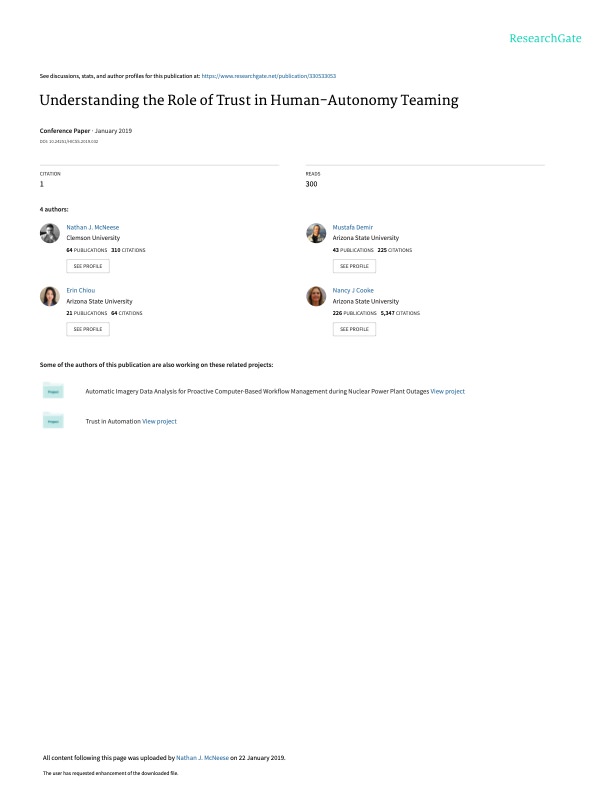 ResearchGate
See discussions, stats, and author profiles for this publication at: https://www.researchgate.net/publication/330533053
Understanding the Role of Trust in Human-Autonomy Teaming
Conference Paper · January 2019
DOI: 10.24251/HICSS.2019.032
CITATION
1
READS
300
4 authors:
Nathan J. McNeese
Clemson University
64 PUBLICATIONS 310 CITATIONS
SEE PROFILE
Mustafa Demir
Arizona State University
43 PUBLICATIONS 225 CITATIONS
SEE PROFILE
Erin Chiou
Arizona State University
21 PUBLICATIONS 64 CITATIONS
SEE PROFILE
Nancy J Cooke
Arizona State University
226 PUBLICATIONS 5,347 CITATIONS
SEE PROFILE
Some of the authors of this publication are also working on these related projects:
Project
Automatic Imagery Data Analysis for Proactive Computer-Based Workflow Management during Nuclear Power Plant Outages View project
Project
Trust in Automation View project
All content following this page was uploaded by Nathan J. McNeese on 22 January 2019.
The user has requested enhancement of the downloaded file.